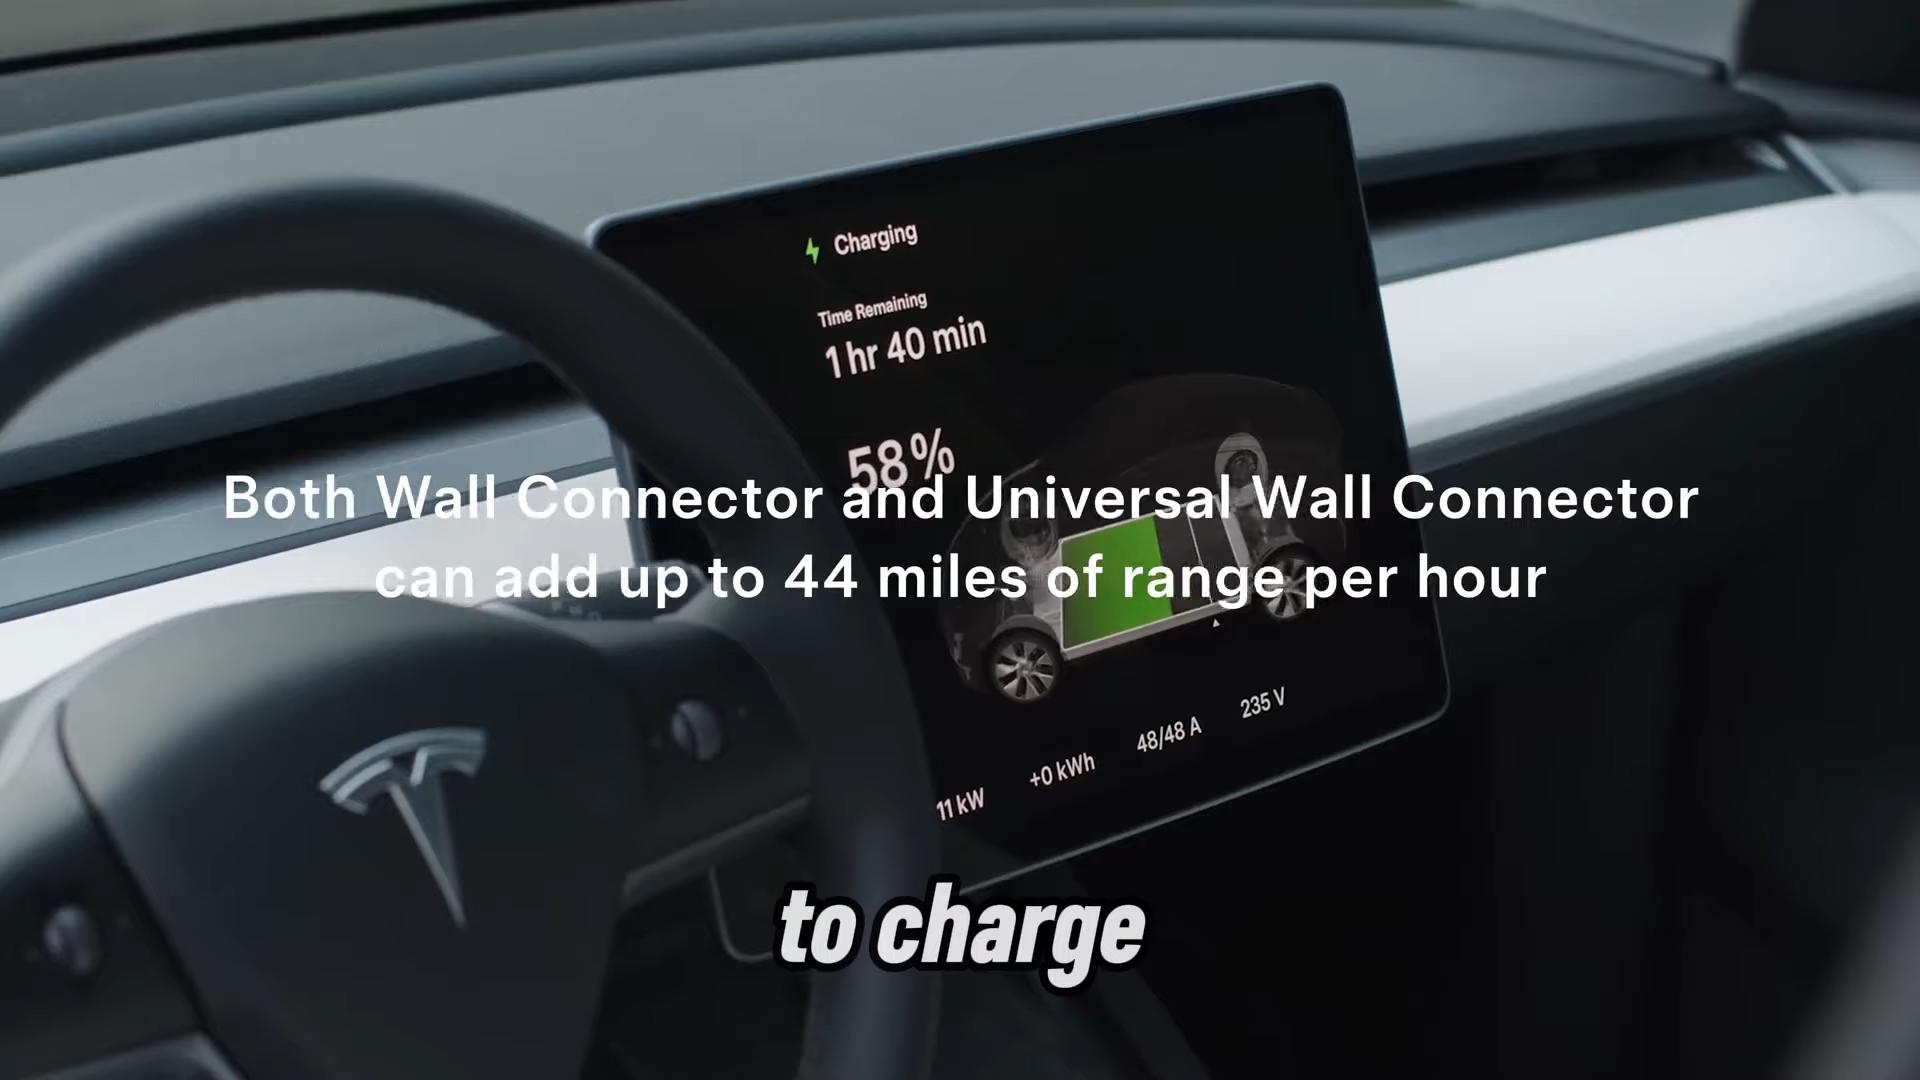 Charging
Time Remaining
1 hr 40 min
58%
Both Wall Connector and Universal Wall Connector
can add up to 44 miles of range per hour
11 kW +0 kWh 48/48 A 235 V
to charge